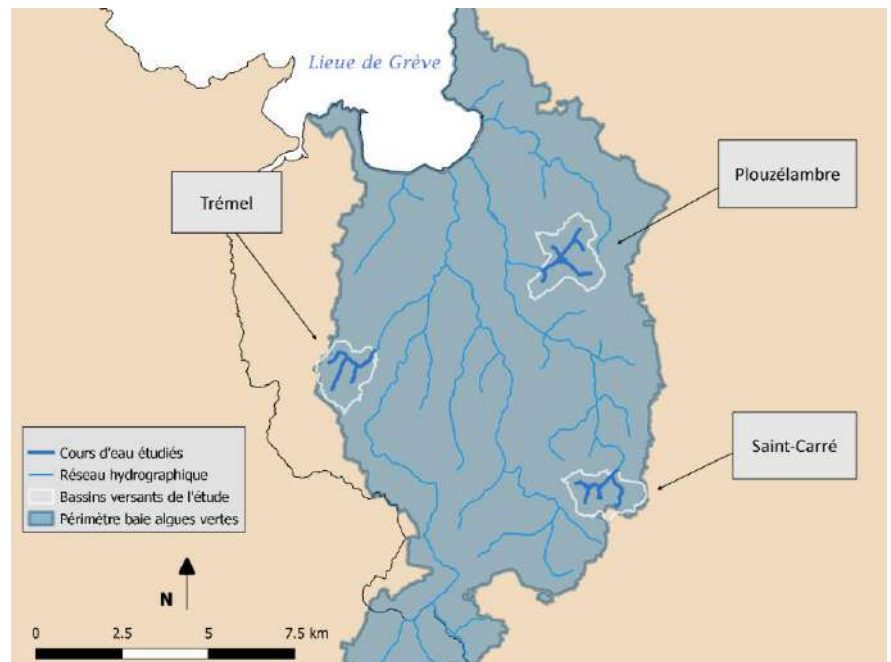 Lieue de Grève
Plouzélambre
Trémel
Saint-Carré
Cours d'eau étudiés
Réseau hydrographique
Bassins versants de l'étude
Périmètre baie algues vertes
N
0 2.5 5 7.5 km